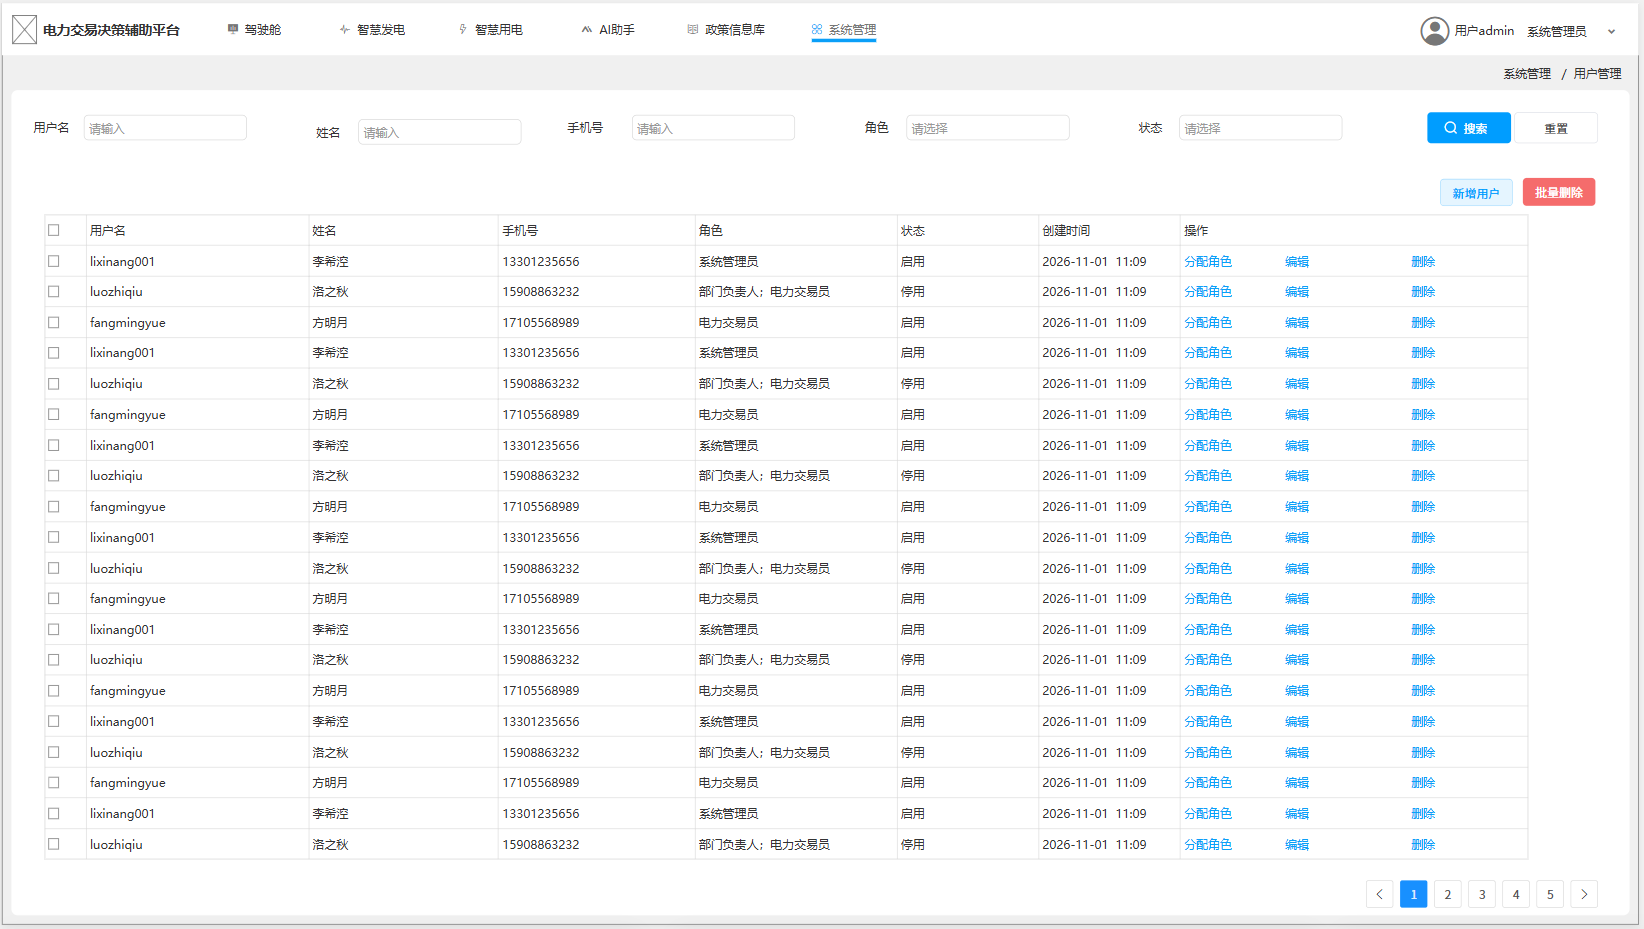 电力交易决策辅助平台 驾驶舱 智慧发电 智慧用电 AI助手 政策信息库 系统管理 用户admin 系统管理员
系统管理 / 用户管理
用户名 请输入 姓名 请输入 手机号 请输入 角色 请选择 状态 请选择 搜索 重置
新增用户 批量删除
用户名 姓名 手机号 角色 状态 创建时间 操作
lixinang001 李希涳 13301235656 系统管理员 启用 2026-11-01 11:09 分配角色 编辑 删除
luozhiqiu 洛之秋 15908863232 部门负责人；电力交易员 停用 2026-11-01 11:09 分配角色 编辑 删除
fangmingyue 方明月 17105568989 电力交易员 启用 2026-11-01 11:09 分配角色 编辑 删除
lixinang001 李希涳 13301235656 系统管理员 启用 2026-11-01 11:09 分配角色 编辑 删除
luozhiqiu 洛之秋 15908863232 部门负责人；电力交易员 停用 2026-11-01 11:09 分配角色 编辑 删除
fangmingyue 方明月 17105568989 电力交易员 启用 2026-11-01 11:09 分配角色 编辑 删除
lixinang001 李希涳 13301235656 系统管理员 启用 2026-11-01 11:09 分配角色 编辑 删除
luozhiqiu 洛之秋 15908863232 部门负责人；电力交易员 停用 2026-11-01 11:09 分配角色 编辑 删除
fangmingyue 方明月 17105568989 电力交易员 启用 2026-11-01 11:09 分配角色 编辑 删除
lixinang001 李希涳 13301235656 系统管理员 启用 2026-11-01 11:09 分配角色 编辑 删除
luozhiqiu 洛之秋 15908863232 部门负责人；电力交易员 停用 2026-11-01 11:09 分配角色 编辑 删除
fangmingyue 方明月 17105568989 电力交易员 启用 2026-11-01 11:09 分配角色 编辑 删除
lixinang001 李希涳 13301235656 系统管理员 启用 2026-11-01 11:09 分配角色 编辑 删除
luozhiqiu 洛之秋 15908863232 部门负责人；电力交易员 停用 2026-11-01 11:09 分配角色 编辑 删除
fangmingyue 方明月 17105568989 电力交易员 启用 2026-11-01 11:09 分配角色 编辑 删除
lixinang001 李希涳 13301235656 系统管理员 启用 2026-11-01 11:09 分配角色 编辑 删除
luozhiqiu 洛之秋 15908863232 部门负责人；电力交易员 停用 2026-11-01 11:09 分配角色 编辑 删除
fangmingyue 方明月 17105568989 电力交易员 启用 2026-11-01 11:09 分配角色 编辑 删除
lixinang001 李希涳 13301235656 系统管理员 启用 2026-11-01 11:09 分配角色 编辑 删除
luozhiqiu 洛之秋 15908863232 部门负责人；电力交易员 停用 2026-11-01 11:09 分配角色 编辑 删除
1 2 3 4 5